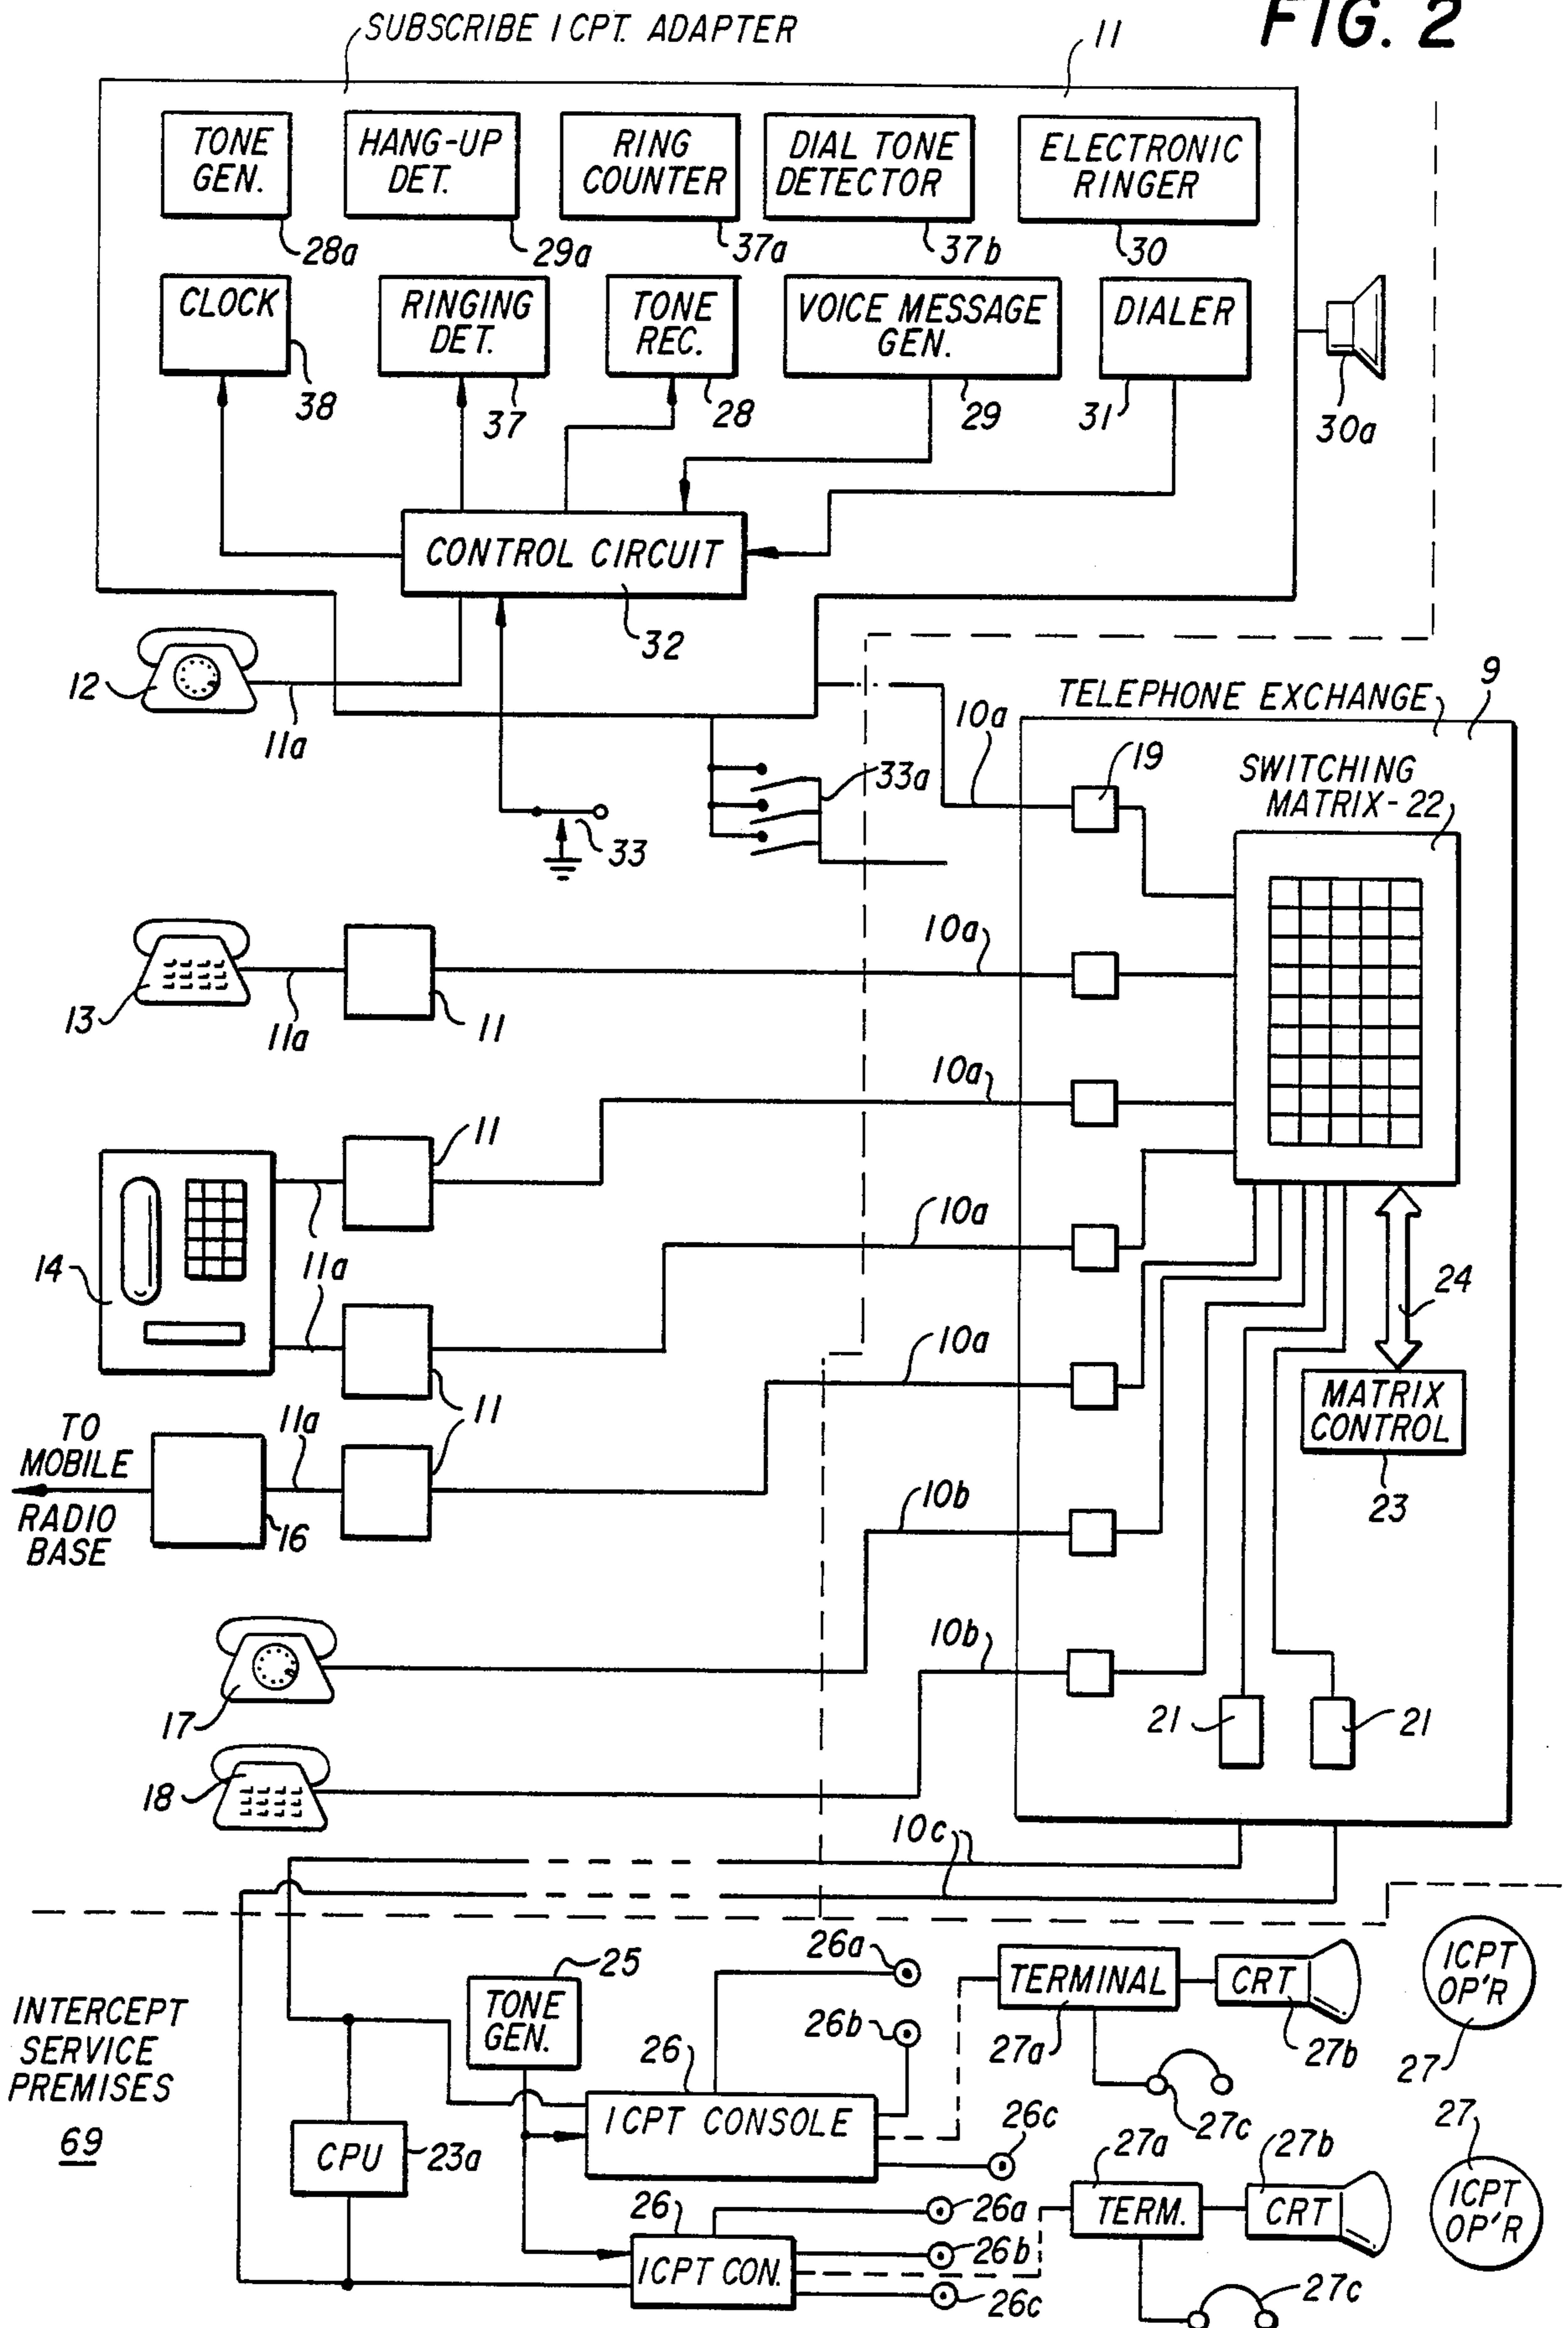 FIG. 2
SUBSCRIBE ICPT. ADAPTER
11
TONE
GEN.
28a
HANG-UP
DET.
29a
RING
COUNTER
37a
DIAL TONE
DETECTOR
37b
ELECTRONIC
RINGER
30
CLOCK
38
RINGING
DET.
37
TONE
REC.
28
VOICE MESSAGE
GEN.
29
DIALER
31
30a
CONTROL CIRCUIT
32
12
11a
33
33a
10a
TELEPHONE EXCHANGE
9
19
SWITCHING
MATRIX-22
13
11a
11
10a
10a
14
11a
11
11a
11
10a
24
MATRIX
CONTROL
23
10a
TO
MOBILE
RADIO
BASE
16
11a
10b
17
10b
18
21
21
10c
INTERCEPT
SERVICE
PREMISES
69
TONE
GEN.
25
CPU
23a
26
ICPT CONSOLE
26a
26b
26c
TERMINAL
27a
CRT
27b
27c
ICPT
OP'R
27
26
ICPT CON.
26a
26b
26c
27a
TERM.
27b
CRT
27c
27
ICPT
OP'R